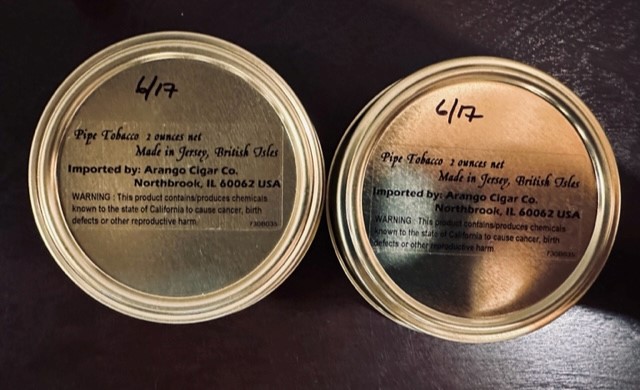 6/17
Pipe Tobacco 2 ounces net
Made in Jersey, British Isles
Imported by: Arango Cigar Co.
Northbrook, IL 60062 USA
WARNING: This product contains/produces chemicals
known to the state of California to cause cancer, birth
defects or other reproductive harm.
6/17
Pipe Tobacco 2 ounces net
Made in Jersey, British Isles
Imported by: Arango Cigar Co.
Northbrook, IL 60062 USA
WARNING: This product contains/produces chemicals
known to the state of California to cause cancer, birth
defects or other reproductive harm.